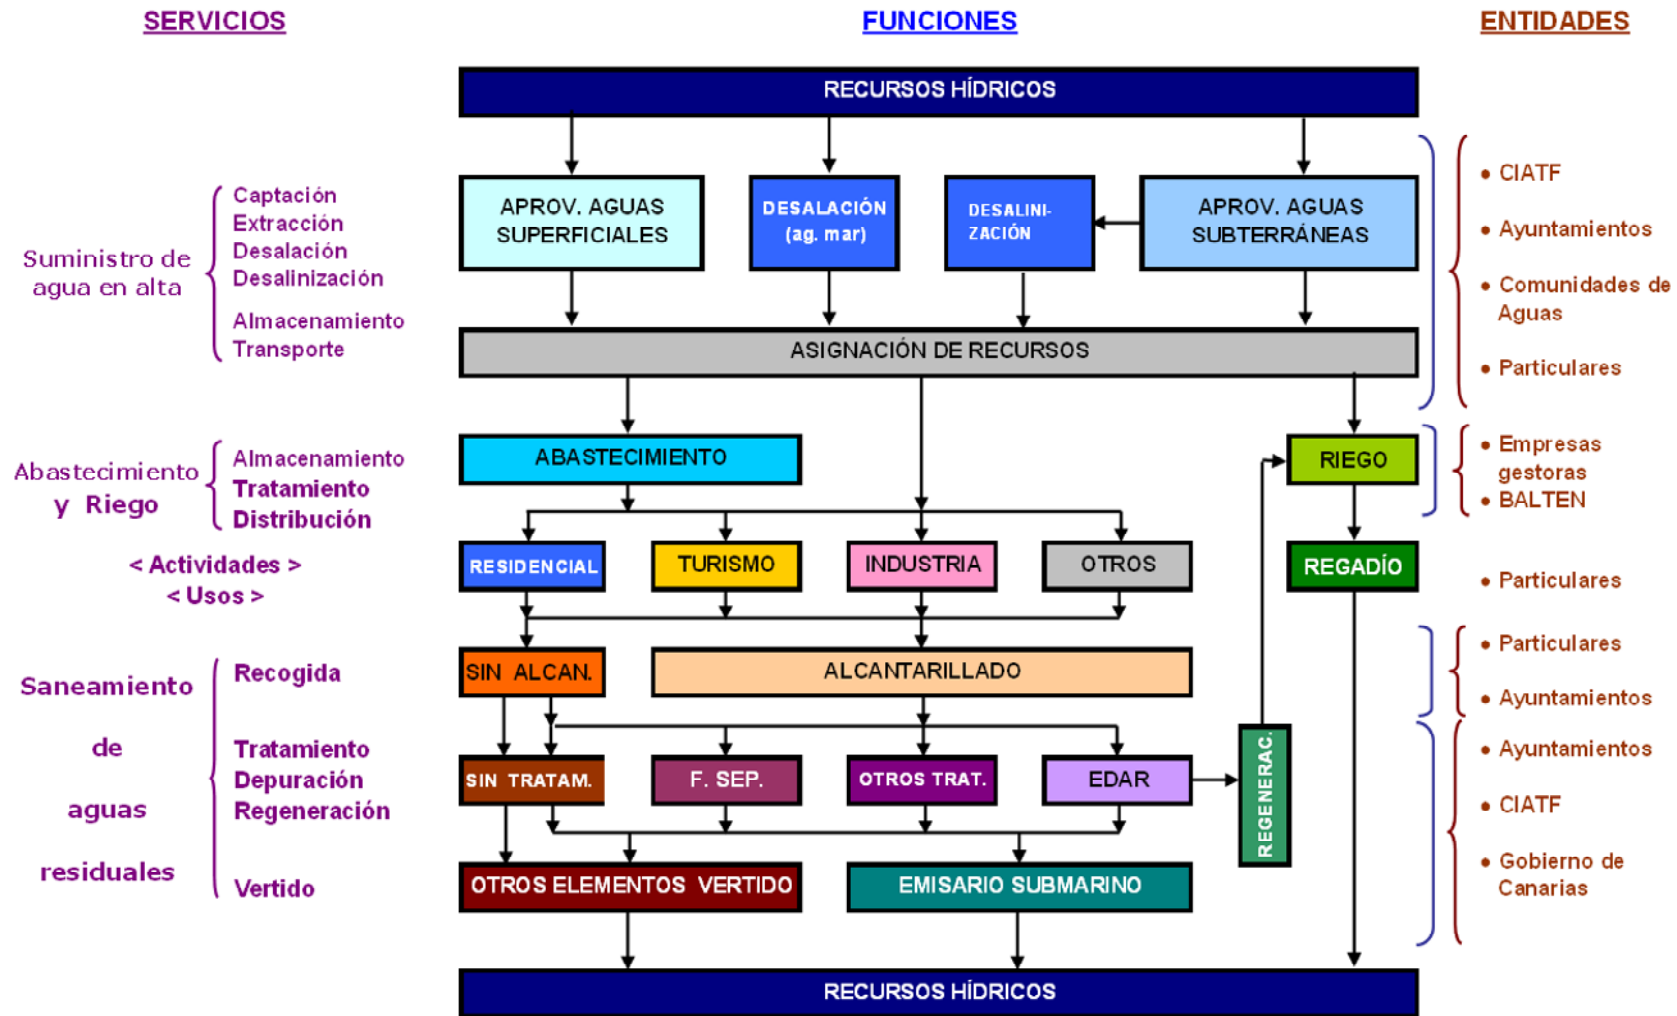 SERVICIOS
FUNCIONES
ENTIDADES
RECURSOS HÍDRICOS
Suministro de
agua en alta
Captación
Extracción
Desalación
Desalinización
Almacenamiento
Transporte
APROV. AGUAS
SUPERFICIALES
DESALACIÓN
(ag. mar)
DESALINI-
ZACIÓN
APROV. AGUAS
SUBTERRÁNEAS
• CIATF
• Ayuntamientos
• Comunidades de
Aguas
• Particulares
ASIGNACIÓN DE RECURSOS
Abastecimiento
y Riego
Almacenamiento
Tratamiento
Distribución
ABASTECIMIENTO
RIEGO
• Empresas
gestoras
• BALTEN
< Actividades >
< Usos >
RESIDENCIAL
TURISMO
INDUSTRIA
OTROS
REGADÍO
• Particulares
Saneamiento
de
aguas
residuales
Recogida
Tratamiento
Depuración
Regeneración
Vertido
SIN ALCAN.
ALCANTARILLADO
• Particulares
• Ayuntamientos
SIN TRATAM.
F. SEP.
OTROS TRAT.
EDAR
REGENERAC.
• Ayuntamientos
• CIATF
• Gobierno de
Canarias
OTROS ELEMENTOS VERTIDO
EMISARIO SUBMARINO
RECURSOS HÍDRICOS